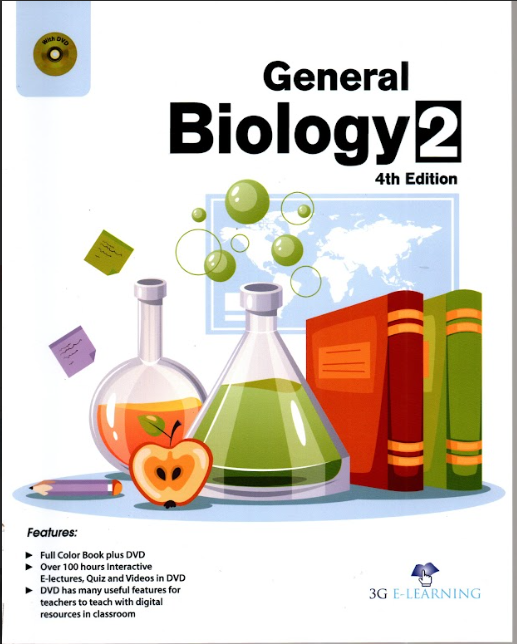 With DVD
General
Biology 2
4th Edition
Features:
Full Color Book plus DVD
Over 100 hours Interactive
E-lectures, Quiz and Videos in DVD
DVD has many useful features for
teachers to teach with digital
resources in classroom
3G E-LEARNING